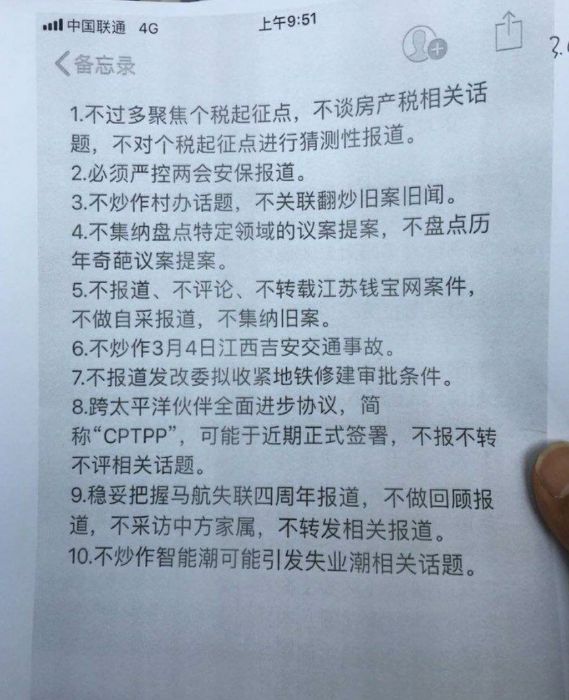 中国联通 4G 上午9:51
备忘录
1.不过多聚焦个税起征点，不谈房产税相关话
题，不对个税起征点进行猜测性报道。
2.必须严控两会安保报道。
3.不炒作村办话题，不关联翻炒旧案旧闻。
4.不集纳盘点特定领域的议案提案，不盘点历
年奇葩议案提案。
5.不报道、不评论、不转载江苏钱宝网案件，
不做自采报道，不集纳旧案。
6.不炒作3月4日江西吉安交通事故。
7.不报道发改委拟收紧地铁修建审批条件。
8.跨太平洋伙伴全面进步协议，简
称“CPTPP”，可能于近期正式签署，不报不转
不评相关话题。
9.稳妥把握马航失联四周年报道，不做回顾报
道，不采访中方家属，不转发相关报道。
10.不炒作智能潮可能引发失业潮相关话题。